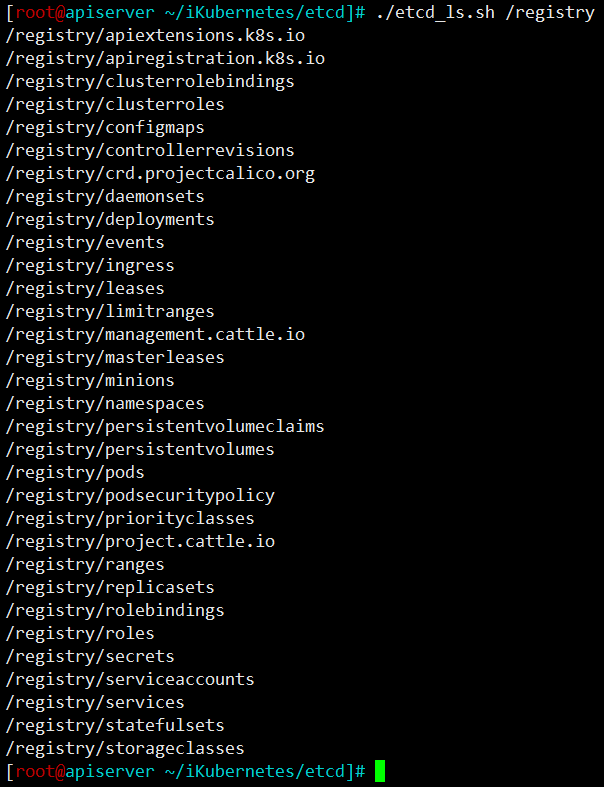 [root@apiserver ~/iKubernetes/etcd]# ./etcd_ls.sh /registry
/registry/apiextensions.k8s.io
/registry/apiregistration.k8s.io
/registry/clusterrolebindings
/registry/clusterroles
/registry/configmaps
/registry/controllerrevisions
/registry/crd.projectcalico.org
/registry/daemonsets
/registry/deployments
/registry/events
/registry/ingress
/registry/leases
/registry/limitranges
/registry/management.cattle.io
/registry/masterleases
/registry/minions
/registry/namespaces
/registry/persistentvolumeclaims
/registry/persistentvolumes
/registry/pods
/registry/podsecuritypolicy
/registry/priorityclasses
/registry/project.cattle.io
/registry/ranges
/registry/replicasets
/registry/rolebindings
/registry/roles
/registry/secrets
/registry/serviceaccounts
/registry/services
/registry/statefulsets
/registry/storageclasses
[root@apiserver ~/iKubernetes/etcd]#